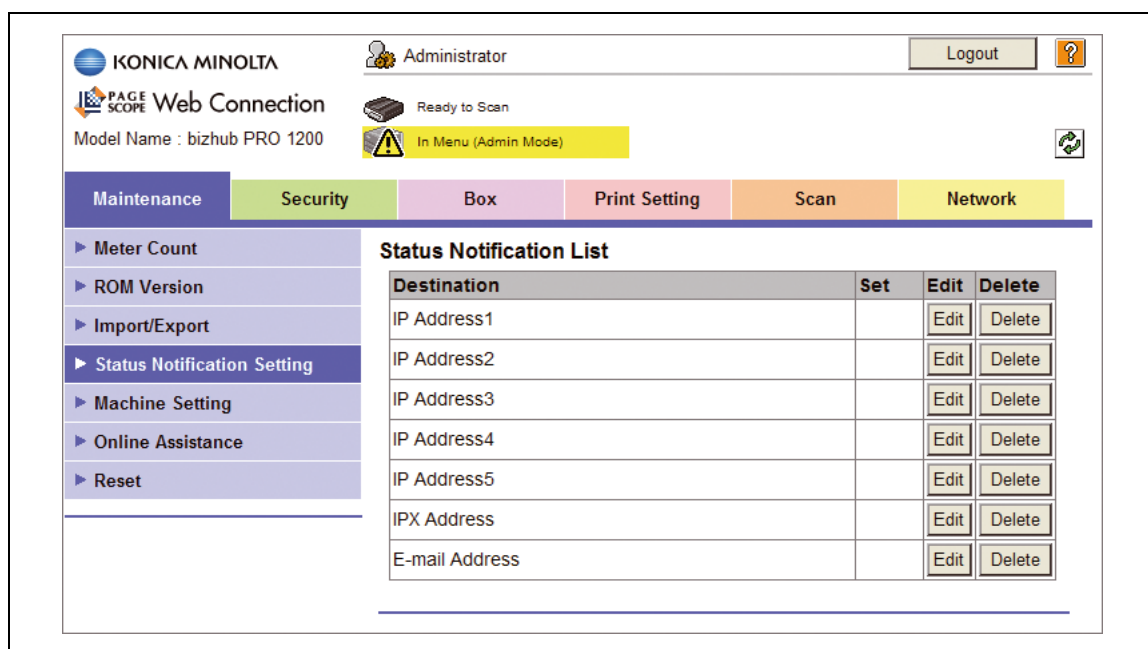 KONICA MINOLTA
Administrator
Logout
?
PAGE SCOPE Web Connection
Ready to Scan
Model Name : bizhub PRO 1200
In Menu (Admin Mode)
Maintenance Security Box Print Setting Scan Network
Meter Count
ROM Version
Import/Export
Status Notification Setting
Machine Setting
Online Assistance
Reset
Status Notification List
Destination Set Edit Delete
IP Address1 Edit Delete
IP Address2 Edit Delete
IP Address3 Edit Delete
IP Address4 Edit Delete
IP Address5 Edit Delete
IPX Address Edit Delete
E-mail Address Edit Delete